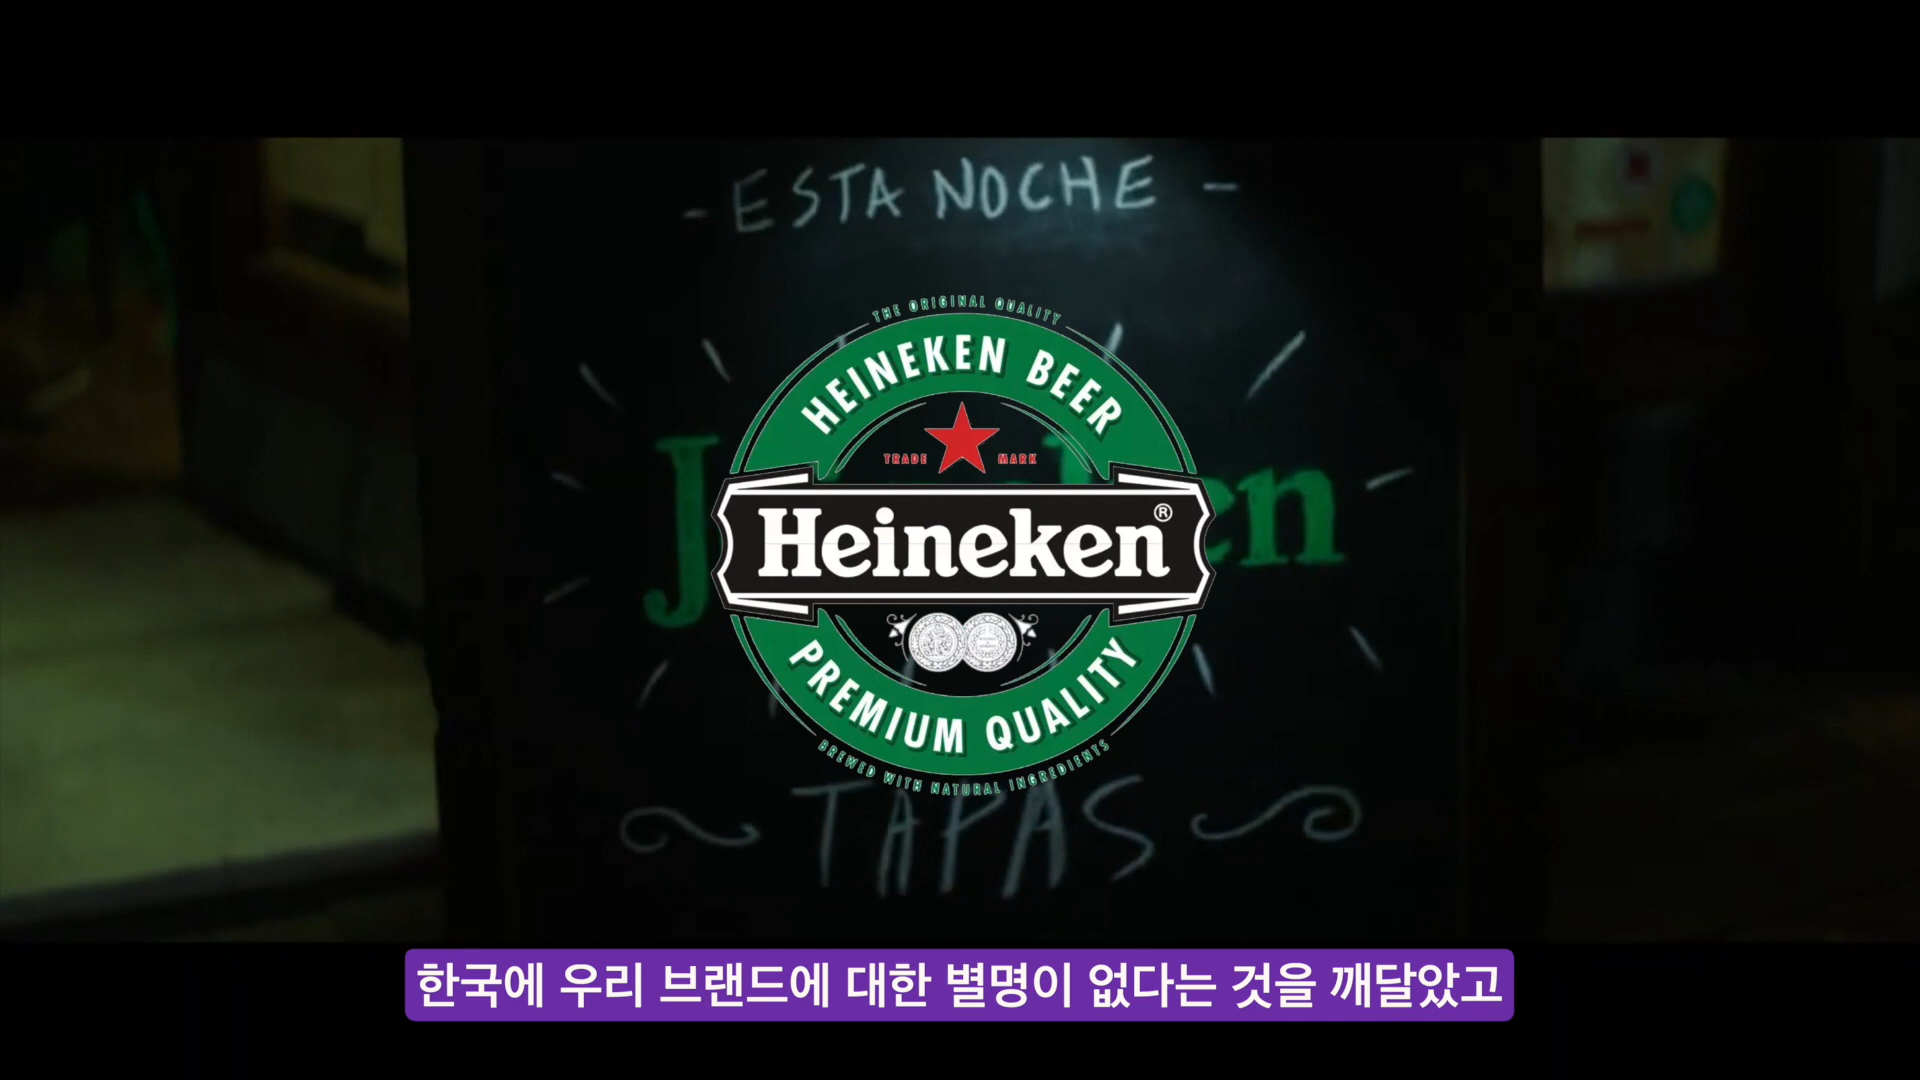 - ESTA NOCHE -
THE ORIGINAL QUALITY
HEINEKEN BEER
TRADE MARK
Heineken®
PREMIUM QUALITY
BREWED WITH NATURAL INGREDIENTS
TAPAS
한국에 우리 브랜드에 대한 별명이 없다는 것을 깨달았고